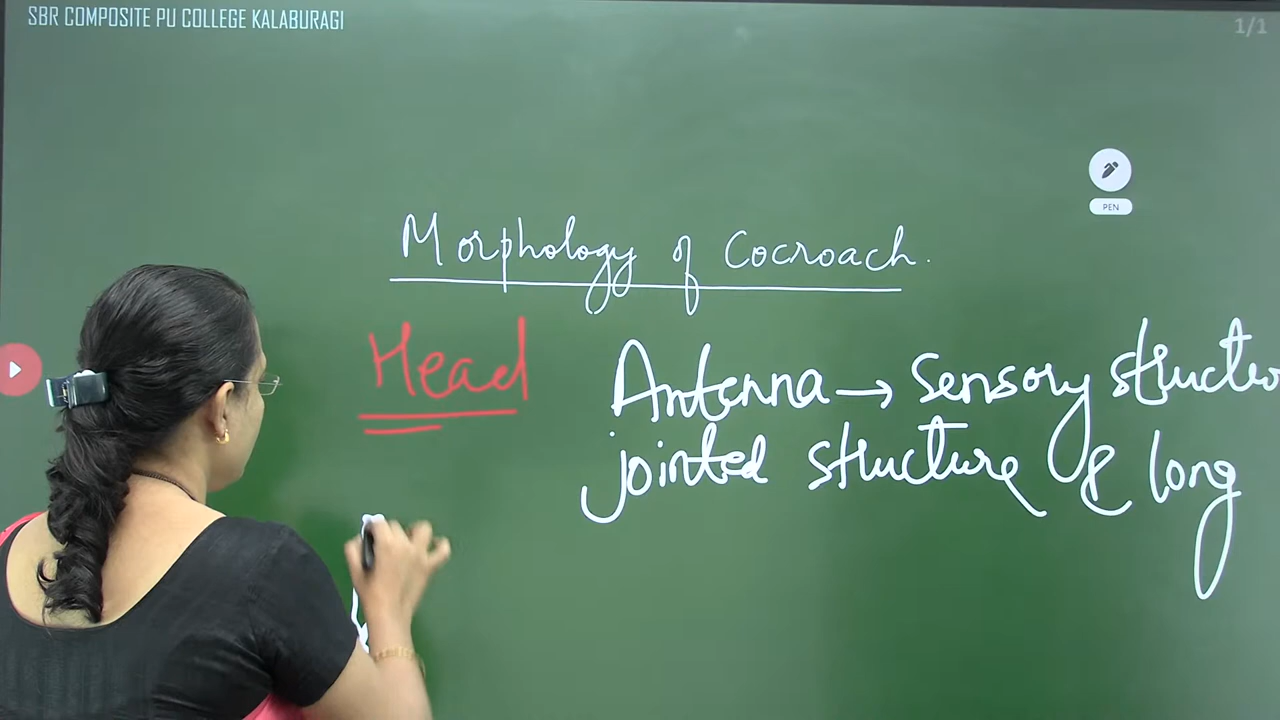 SBR COMPOSITE PU COLLEGE KALABURAGI
1/1
PEN
Morphology of Cocroach.
Head
Antenna → sensory structu
jointed structure & long